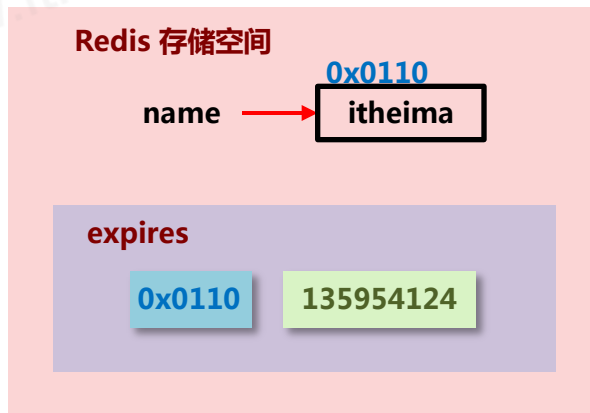 Redis 存储空间
0x0110
name itheima
expires
0x0110 135954124